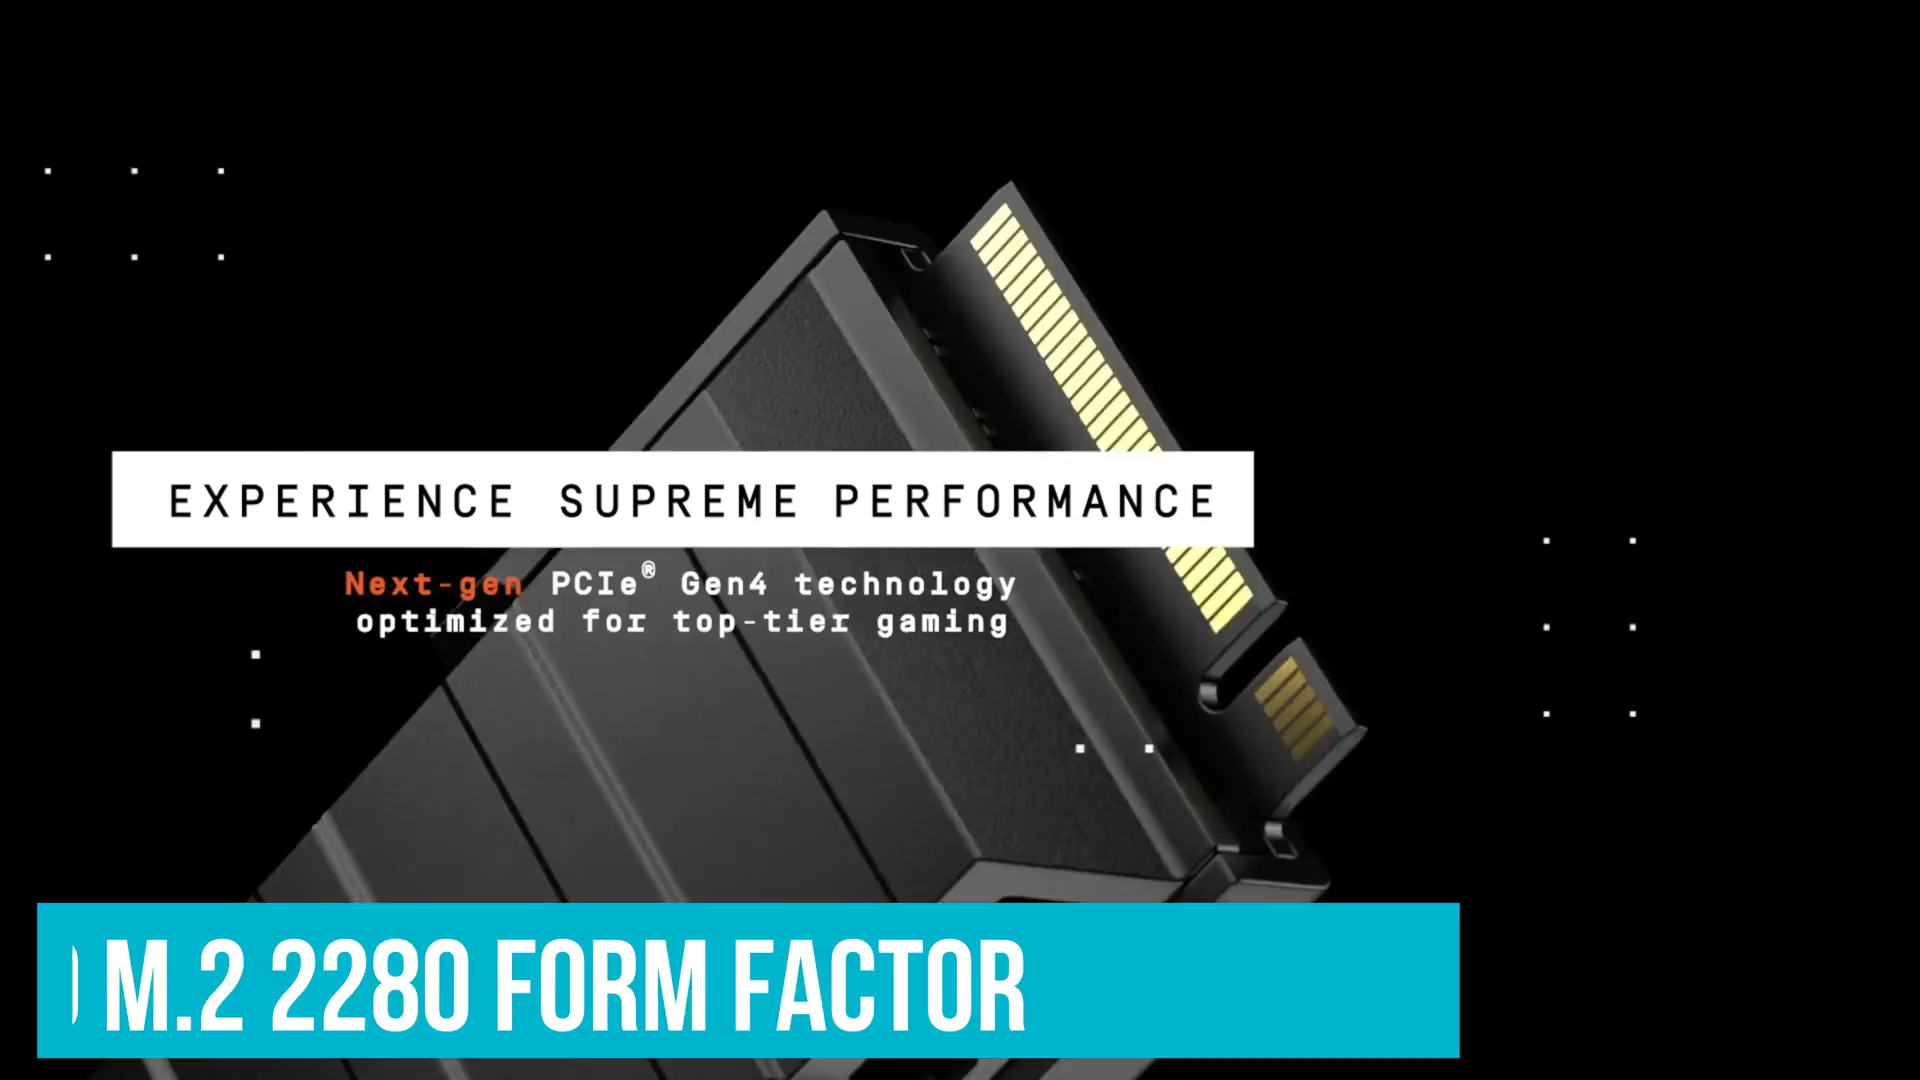 EXPERIENCE SUPREME PERFORMANCE
Next-gen PCIe® Gen4 technology
optimized for top-tier gaming
M.2 2280 FORM FACTOR